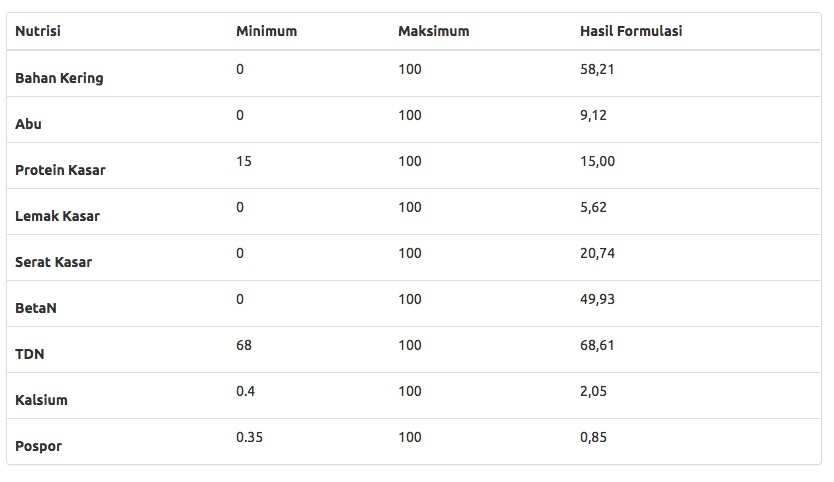 Nutrisi Minimum Maksimum Hasil Formulasi
Bahan Kering 0 100 58,21
Abu 0 100 9,12
Protein Kasar 15 100 15,00
Lemak Kasar 0 100 5,62
Serat Kasar 0 100 20,74
BetaN 0 100 49,93
TDN 68 100 68,61
Kalsium 0.4 100 2,05
Pospor 0.35 100 0,85